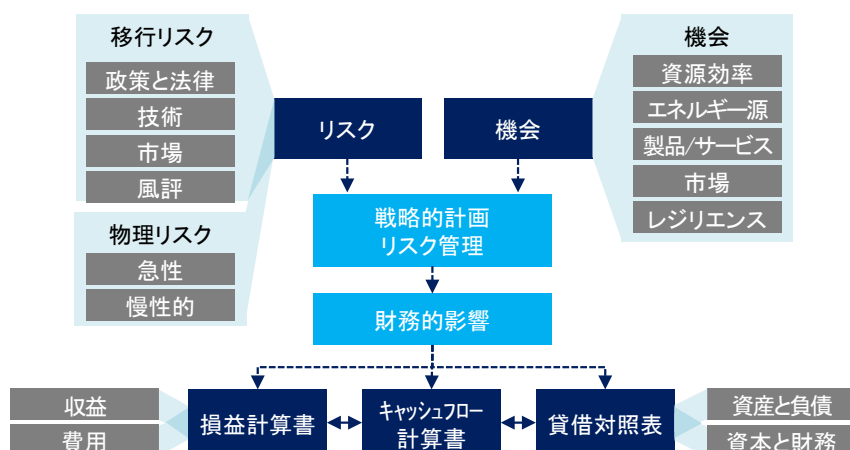 移行リスク
政策と法律
技術
市場
風評
物理リスク
急性
慢性的
リスク
機会
機会
資源効率
エネルギー源
製品/サービス
市場
レジリエンス
戦略的計画
リスク管理
財務的影響
収益
費用
損益計算書
キャッシュフロー
計算書
貸借対照表
資産と負債
資本と財務